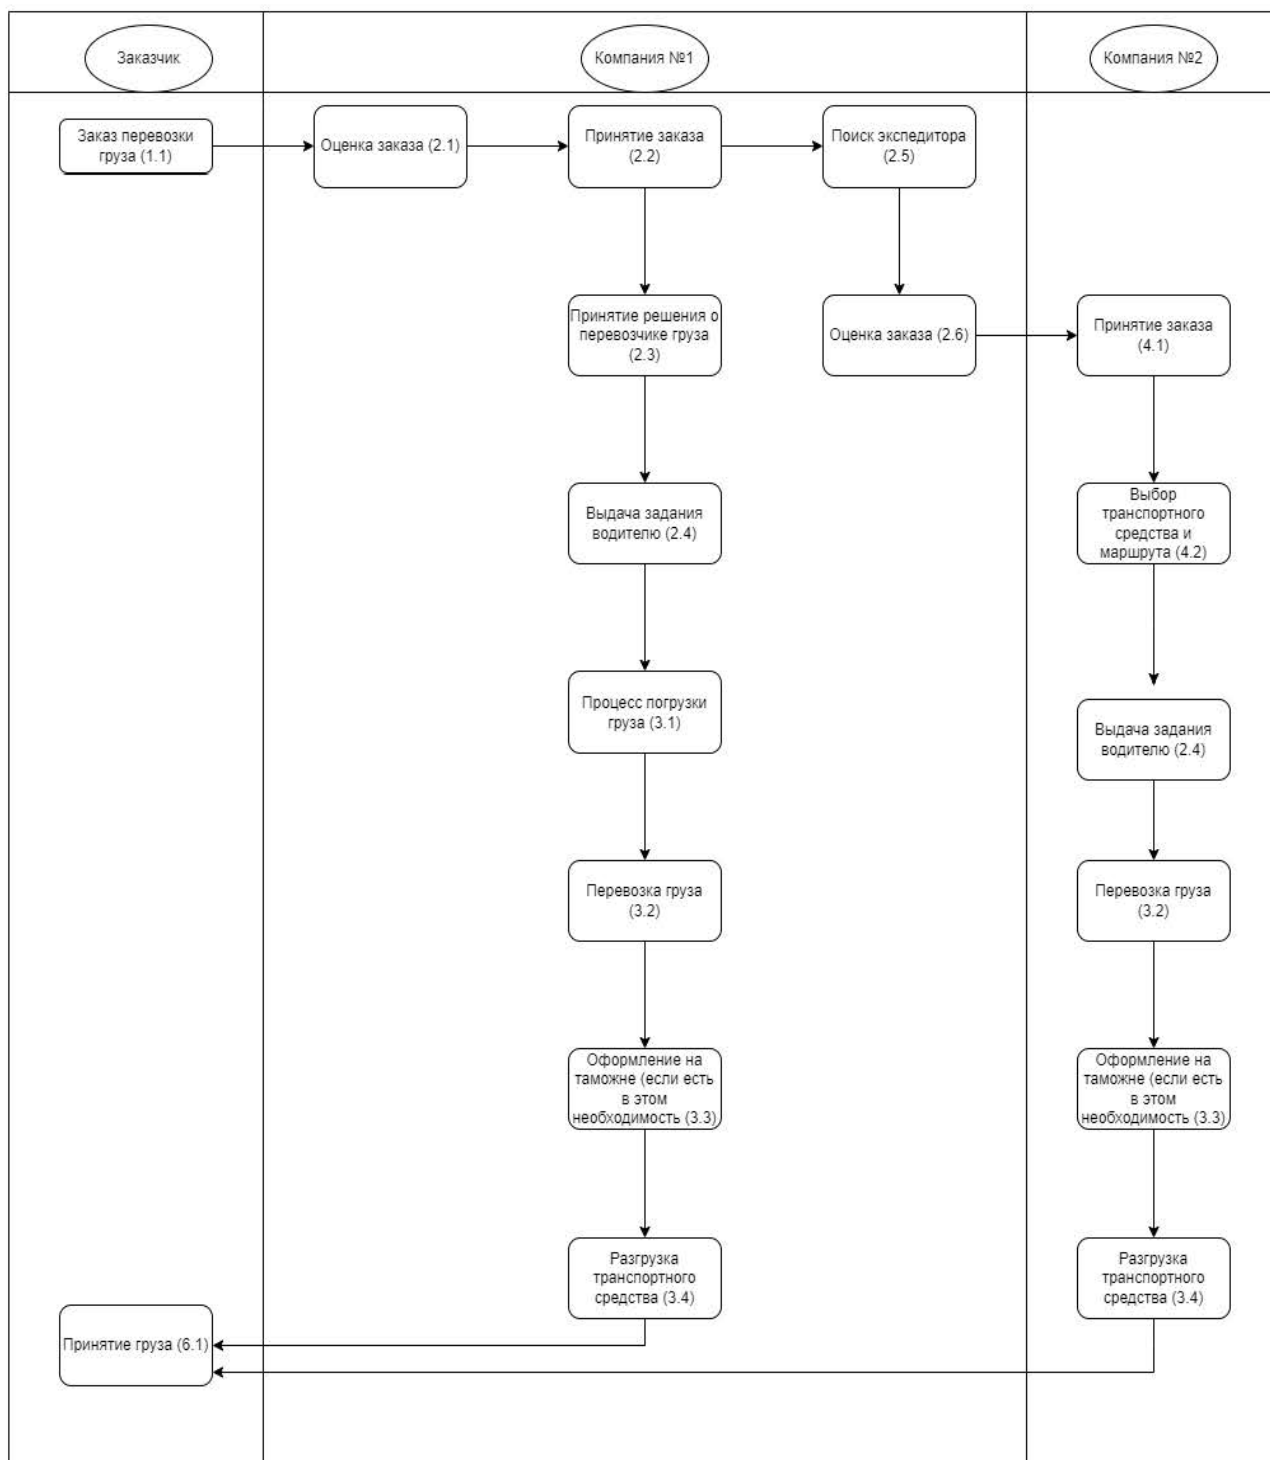 Заказчик
Компания №1
Компания №2
Заказ перевозки
груза (1.1)
Оценка заказа (2.1)
Принятие заказа
(2.2)
Поиск экспедитора
(2.5)
Принятие решения о
перевозчике груза
(2.3)
Оценка заказа (2.6)
Принятие заказа
(4.1)
Выдача задания
водителю (2.4)
Выбор
транспортного
средства и
маршрута (4.2)
Процесс погрузки
груза (3.1)
Выдача задания
водителю (2.4)
Перевозка груза
(3.2)
Перевозка груза
(3.2)
Оформление на
таможне (если есть
в этом
необходимость (3.3)
Оформление на
таможне (если есть
в этом
необходимость (3.3)
Разгрузка
транспортного
средства (3.4)
Разгрузка
транспортного
средства (3.4)
Принятие груза (6.1)